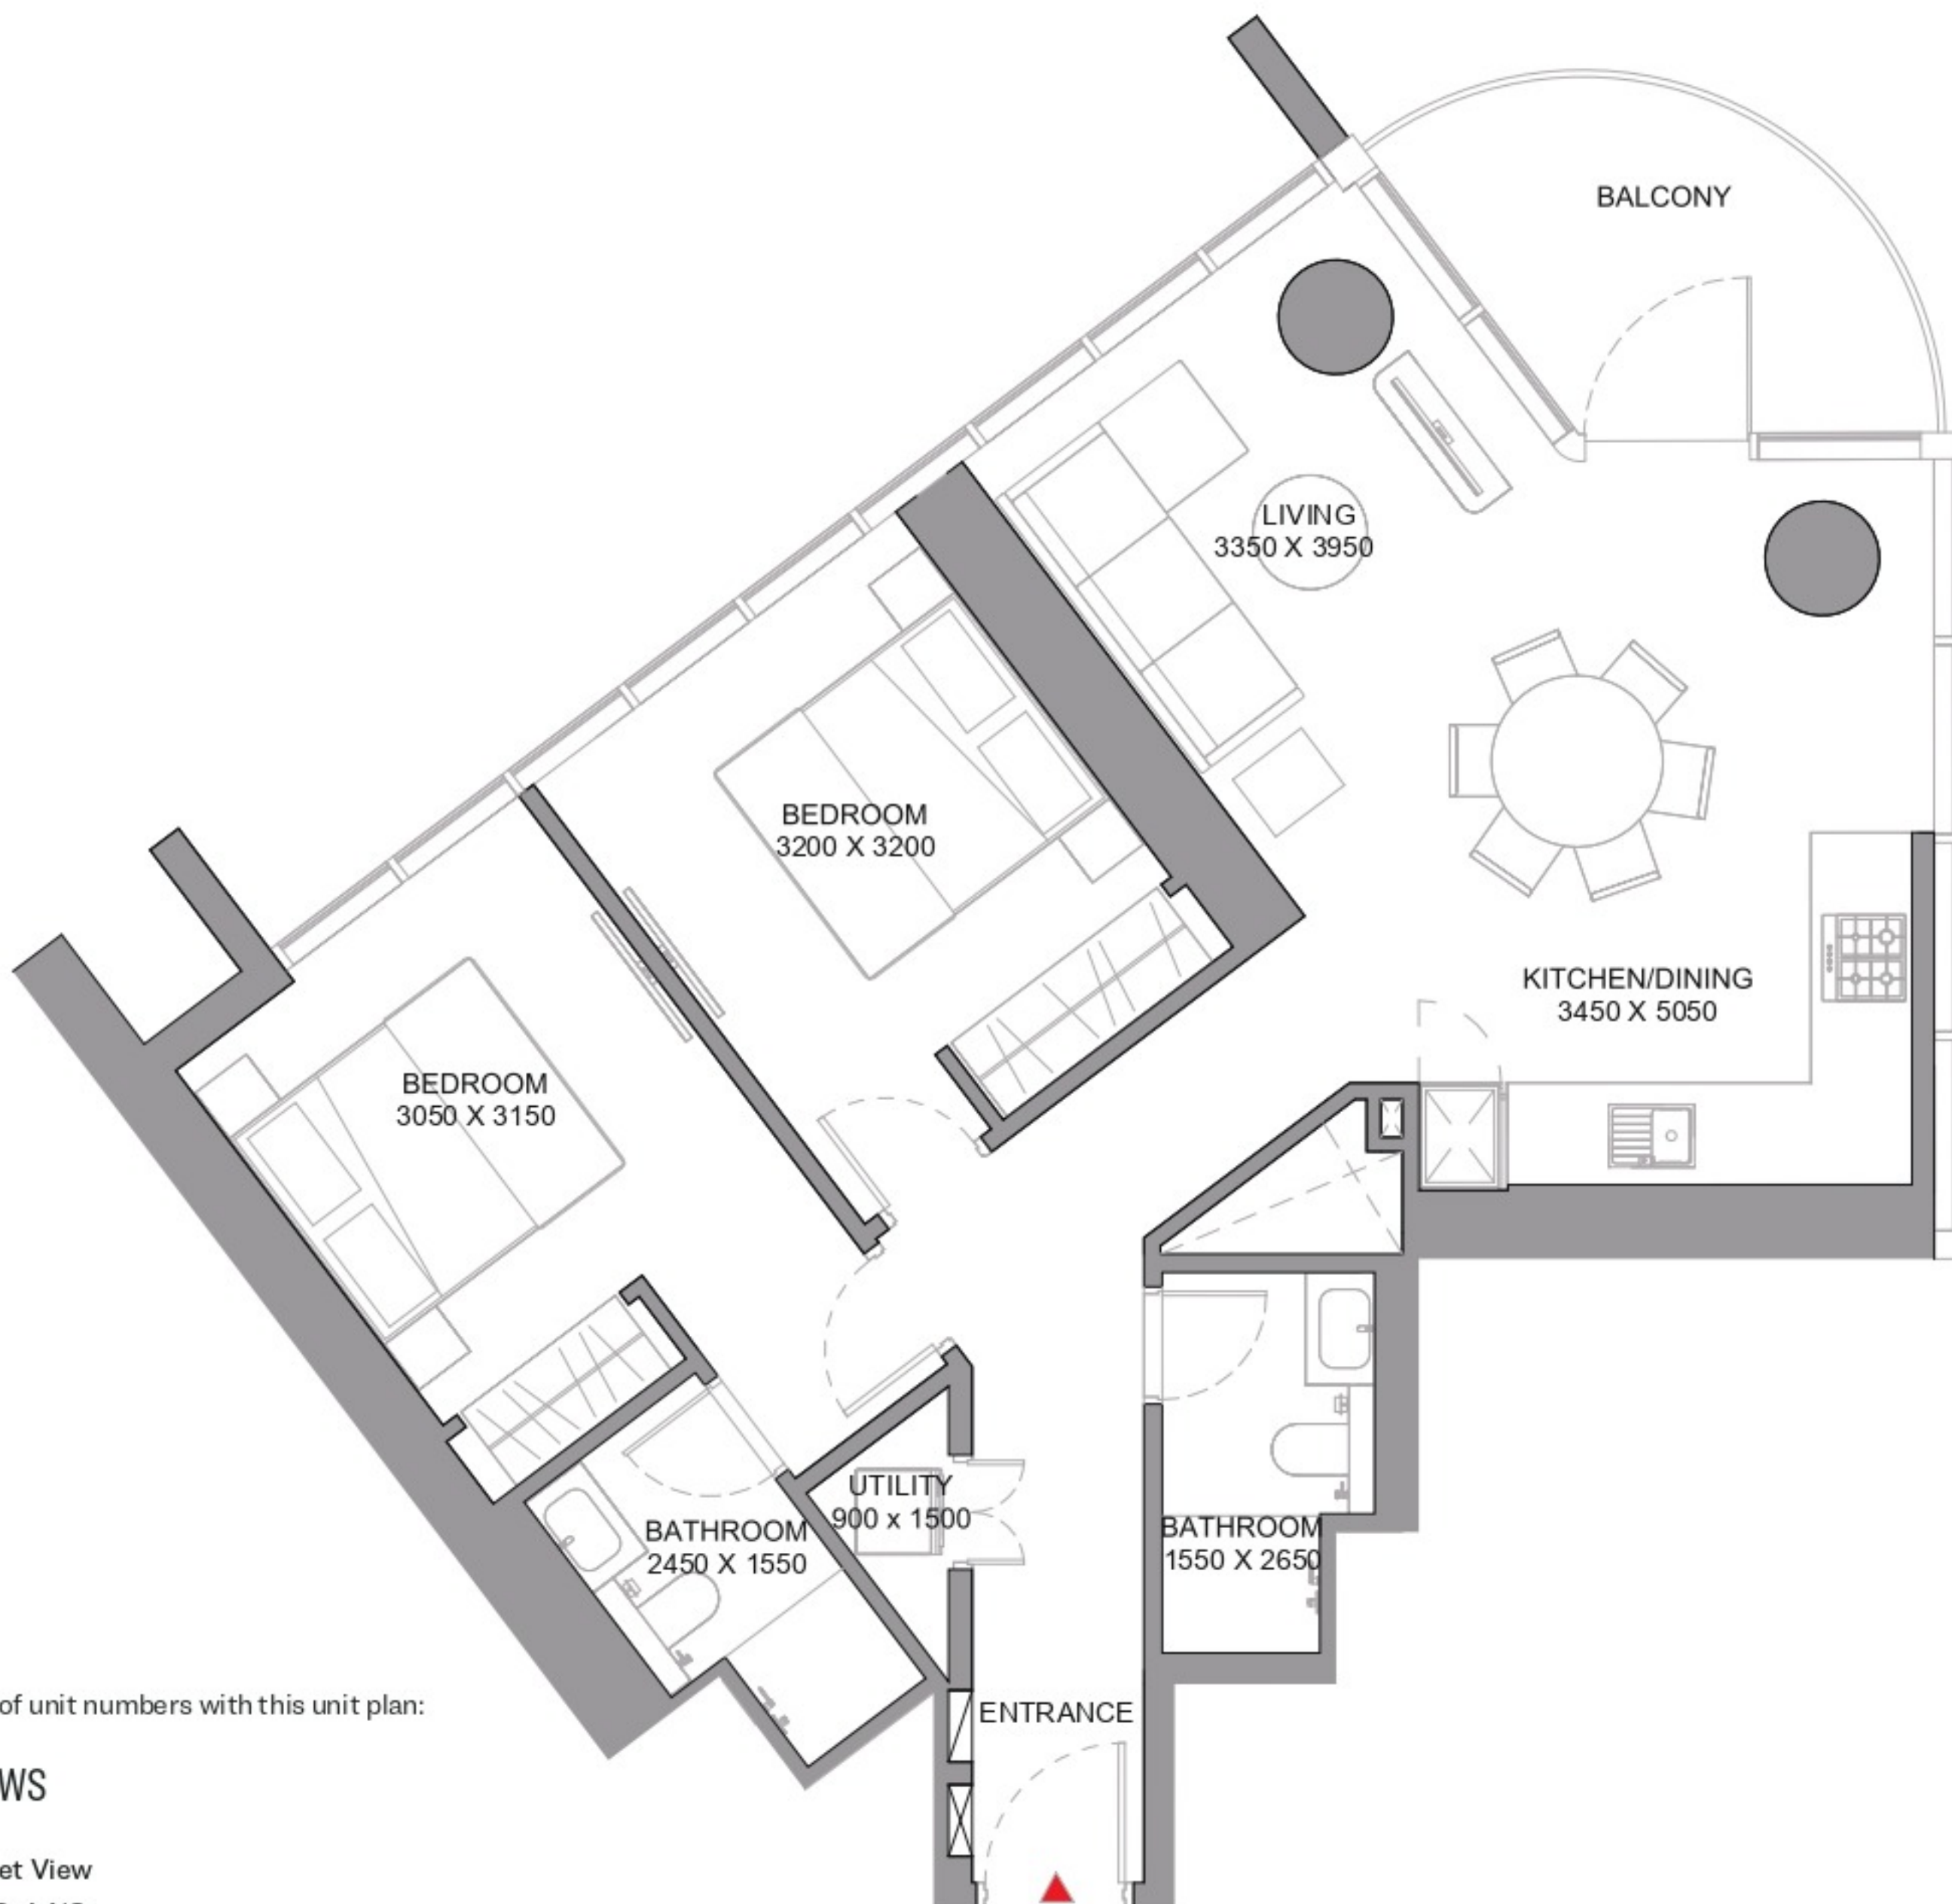 BALCONY
LIVING
3350 X 3950
BEDROOM
3200 X 3200
KITCHEN/DINING
3450 X 5050
BEDROOM
3050 X 3150
UTILITY
900 x 1500
BATHROOM
2450 X 1550
BATHROOM
1550 X 2650
ENTRANCE
of unit numbers with this unit plan:
WS
et View